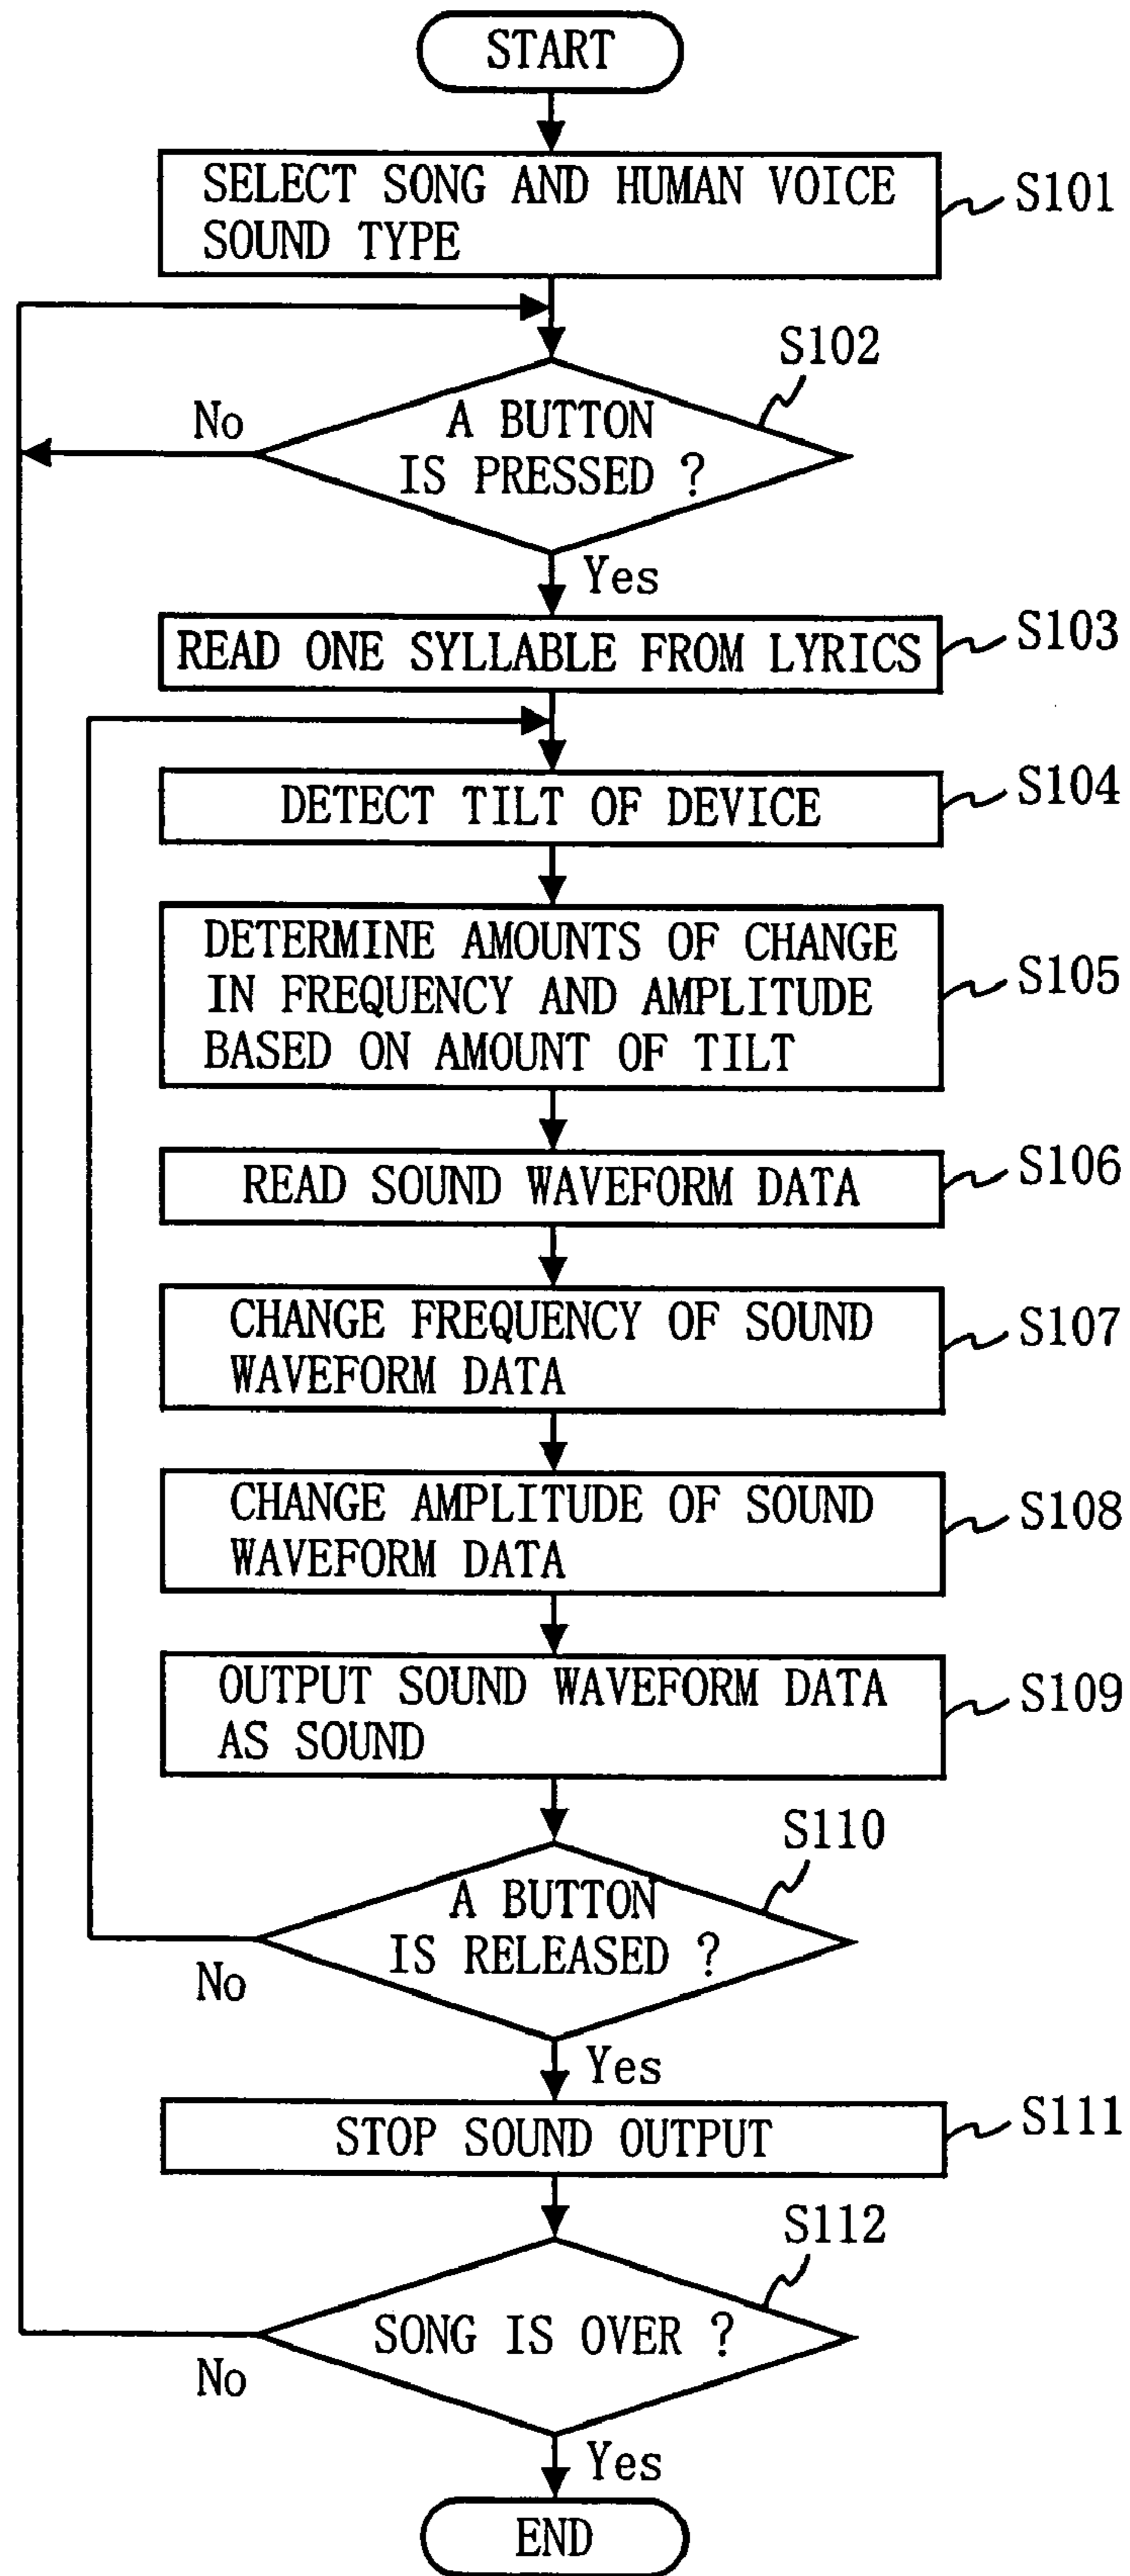 START
SELECT SONG AND HUMAN VOICE
SOUND TYPE
S101
S102
A BUTTON
IS PRESSED ?
No
Yes
READ ONE SYLLABLE FROM LYRICS
S103
DETECT TILT OF DEVICE
S104
DETERMINE AMOUNTS OF CHANGE
IN FREQUENCY AND AMPLITUDE
BASED ON AMOUNT OF TILT
S105
READ SOUND WAVEFORM DATA
S106
CHANGE FREQUENCY OF SOUND
WAVEFORM DATA
S107
CHANGE AMPLITUDE OF SOUND
WAVEFORM DATA
S108
OUTPUT SOUND WAVEFORM DATA
AS SOUND
S109
S110
A BUTTON
IS RELEASED ?
No
Yes
STOP SOUND OUTPUT
S111
S112
SONG IS OVER ?
No
Yes
END